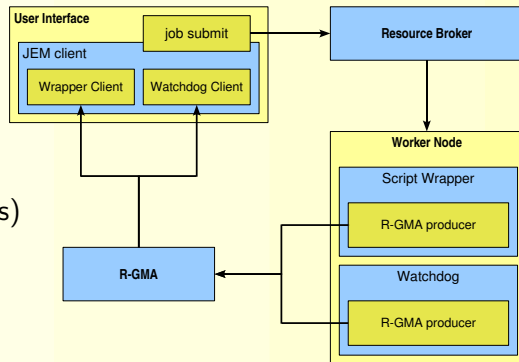 User Interface
job submit
Resource Broker
JEM client
Wrapper Client
Watchdog Client
Worker Node
Script Wrapper
R-GMA producer
s)
R-GMA
Watchdog
R-GMA producer